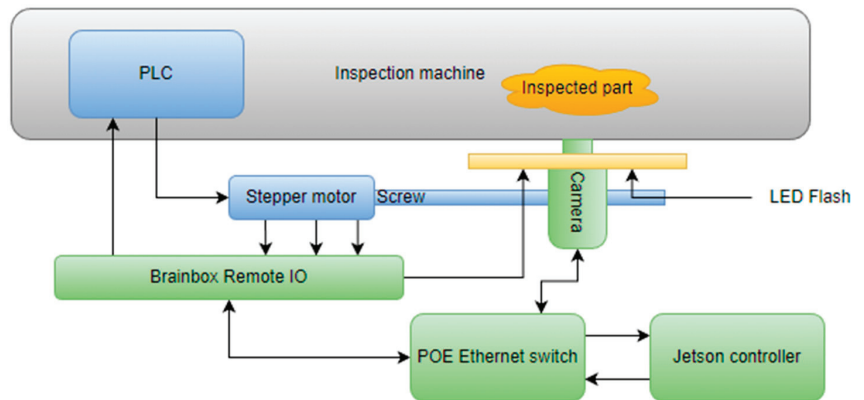 PLC
Inspection machine
Inspected part
Stepper motor
Screw
Camera
LED Flash
Brainbox Remote IO
POE Ethernet switch
Jetson controller